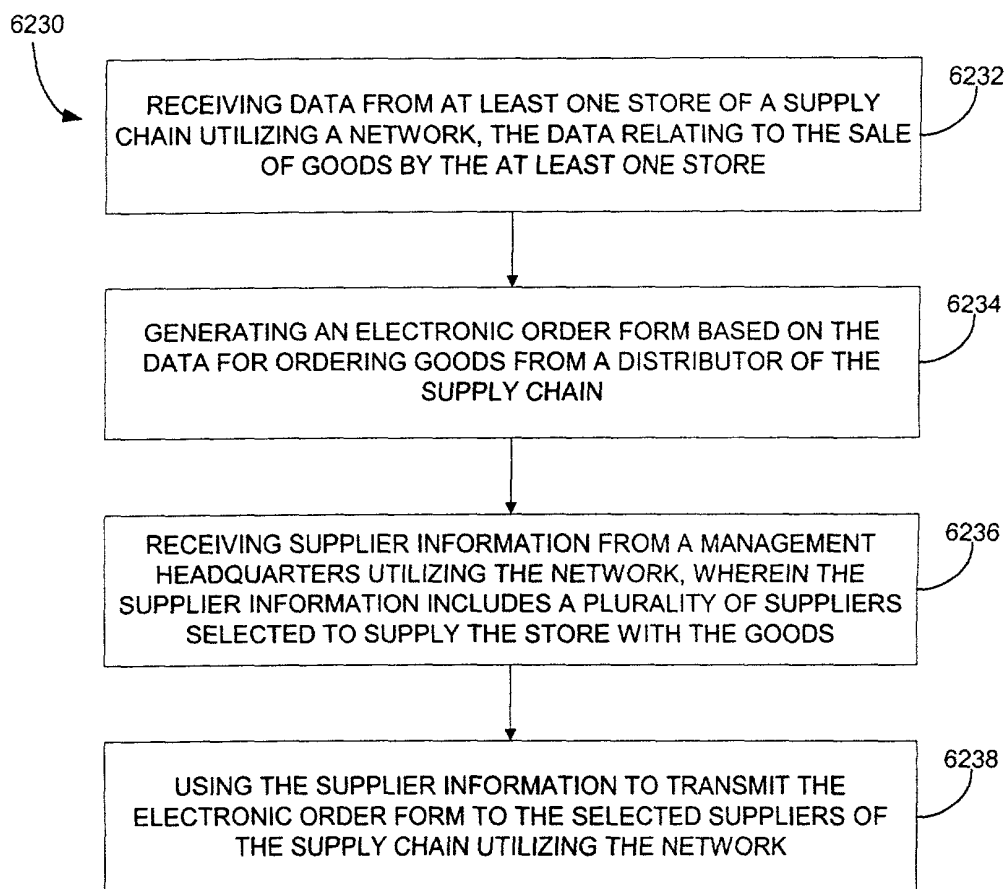 6230
6232
RECEIVING DATA FROM AT LEAST ONE STORE OF A SUPPLY
CHAIN UTILIZING A NETWORK, THE DATA RELATING TO THE SALE
OF GOODS BY THE AT LEAST ONE STORE
6234
GENERATING AN ELECTRONIC ORDER FORM BASED ON THE
DATA FOR ORDERING GOODS FROM A DISTRIBUTOR OF THE
SUPPLY CHAIN
6236
RECEIVING SUPPLIER INFORMATION FROM A MANAGEMENT
HEADQUARTERS UTILIZING THE NETWORK, WHEREIN THE
SUPPLIER INFORMATION INCLUDES A PLURALITY OF SUPPLIERS
SELECTED TO SUPPLY THE STORE WITH THE GOODS
6238
USING THE SUPPLIER INFORMATION TO TRANSMIT THE
ELECTRONIC ORDER FORM TO THE SELECTED SUPPLIERS OF
THE SUPPLY CHAIN UTILIZING THE NETWORK